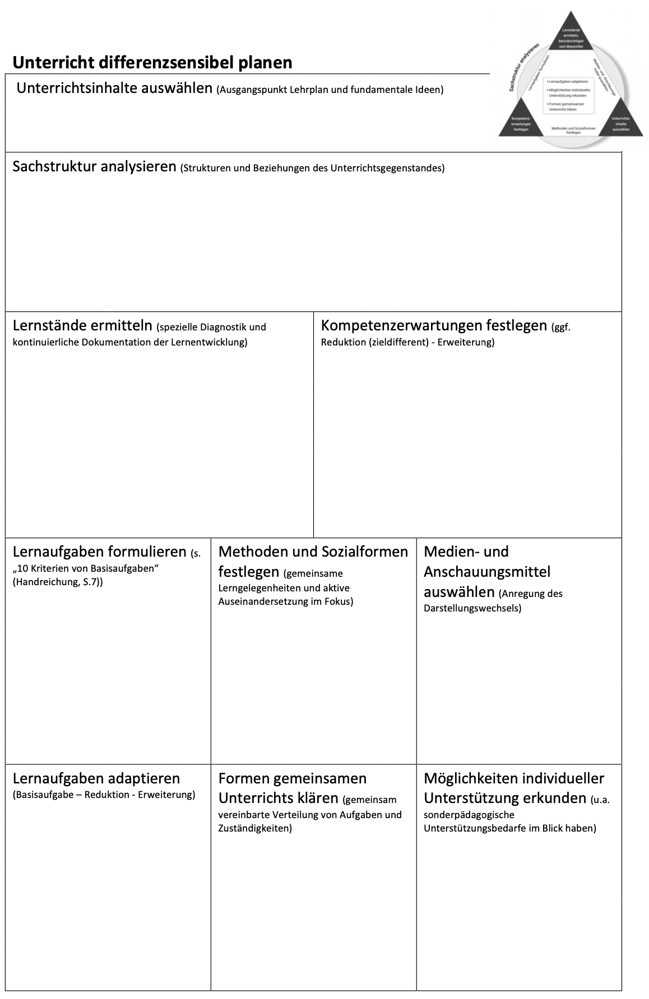 Unterricht differenzsensibel planen
Lernstände
ermitteln,
berücksichtigen
und überprüfen
Sachstruktur analysieren
Lernaufgaben formulieren
Medien- und Anschauungs-
mittel auswählen
• Lernaufgaben adaptieren
• Möglichkeiten individueller
Unterstützung erkunden
• Formen gemeinsamen
Unterrichts klären
Kompetenz-
erwartungen
festlegen
Unterrichts-
inhalte
auswählen
Methoden und Sozialformen
festlegen
Unterrichtsinhalte auswählen (Ausgangspunkt Lehrplan und fundamentale Ideen)
Sachstruktur analysieren (Strukturen und Beziehungen des Unterrichtsgegenstandes)
Lernstände ermitteln (spezielle Diagnostik und
kontinuierliche Dokumentation der Lernentwicklung)
Kompetenzerwartungen festlegen (ggf.
Reduktion (zieldifferent) - Erweiterung)
Lernaufgaben formulieren (s.
„10 Kriterien von Basisaufgaben“
(Handreichung, S.7))
Methoden und Sozialformen
festlegen (gemeinsame
Lerngelegenheiten und aktive
Auseinandersetzung im Fokus)
Medien- und
Anschauungsmittel
auswählen (Anregung des
Darstellungswechsels)
Lernaufgaben adaptieren
(Basisaufgabe – Reduktion - Erweiterung)
Formen gemeinsamen
Unterrichts klären (gemeinsam
vereinbarte Verteilung von Aufgaben und
Zuständigkeiten)
Möglichkeiten individueller
Unterstützung erkunden (u.a.
sonderpädagogische
Unterstützungsbedarfe im Blick haben)